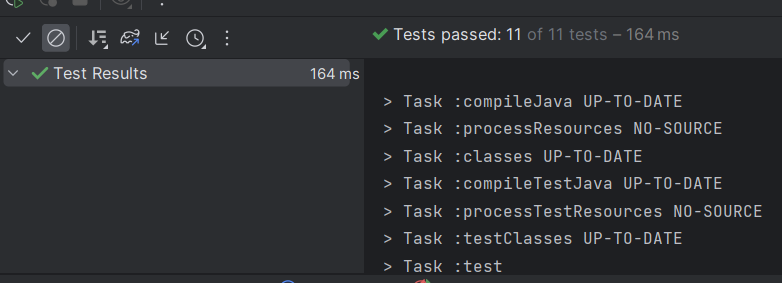 Tests passed: 11 of 11 tests – 164 ms
Test Results 164 ms
> Task :compileJava UP-TO-DATE
> Task :processResources NO-SOURCE
> Task :classes UP-TO-DATE
> Task :compileTestJava UP-TO-DATE
> Task :processTestResources NO-SOURCE
> Task :testClasses UP-TO-DATE
> Task :test